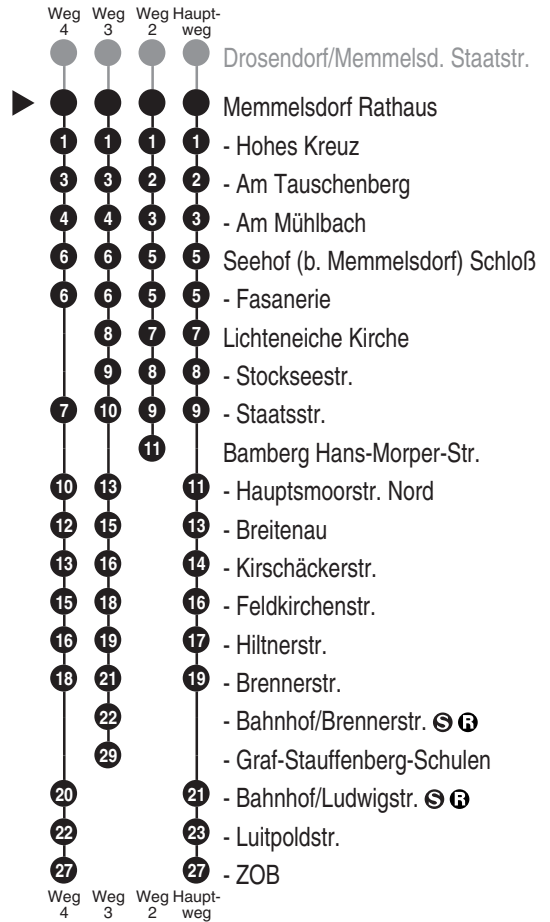 Weg Weg Weg Haupt-
4 3 2 weg
Drosendorf/Memmelsd. Staatstr.
Memmelsdorf Rathaus
1 1 1 1 - Hohes Kreuz
3 3 2 2 - Am Tauschenberg
4 4 3 3 - Am Mühlbach
6 6 5 5 Seehof (b. Memmelsdorf) Schloß
6 6 5 5 - Fasanerie
8 7 7 Lichteneiche Kirche
9 8 8 - Stockseestr.
7 10 9 9 - Staatsstr.
11 Bamberg Hans-Morper-Str.
10 13 11 - Hauptsmoorstr. Nord
12 15 13 - Breitenau
13 16 14 - Kirschäckerstr.
15 18 16 - Feldkirchenstr.
16 19 17 - Hiltnerstr.
18 21 19 - Brennerstr.
22 - Bahnhof/Brennerstr. S R
29 - Graf-Stauffenberg-Schulen
20 21 - Bahnhof/Ludwigstr. S R
22 23 - Luitpoldstr.
27 27 - ZOB
Weg Weg Weg Haupt-
4 3 2 weg